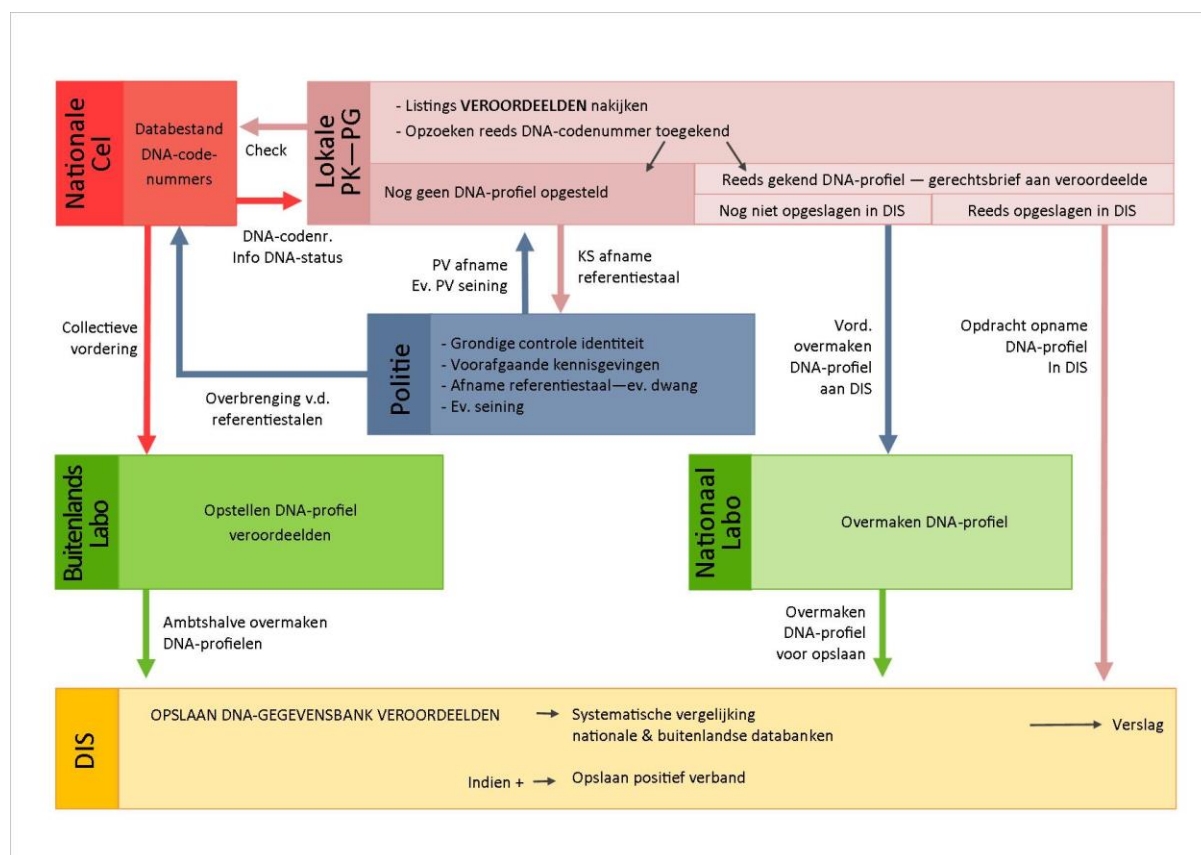 Nationale
Cel
Databestand
DNA-code-
nummers
Check
DNA-codenr.
Info DNA-status
Lokale
PK—PG
- Listings VEROORDEELDEN nakijken
- Opzoeken reeds DNA-codenummer toegekend
Nog geen DNA-profiel opgesteld
Reeds gekend DNA-profiel — gerechtsbrief aan veroordeelde
Nog niet opgeslagen in DIS
Reeds opgeslagen in DIS
PV afname
Ev. PV seining
KS afname
referentiestaal
Collectieve
vordering
Overbrenging v.d.
referentiestalen
Politie
- Grondige controle identiteit
- Voorafgaande kennisgevingen
- Afname referentiestaal—ev. dwang
- Ev. seining
Vord.
overmaken
DNA-profiel
aan DIS
Opdracht opname
DNA-profiel
In DIS
Buitenlands
Labo
Opstellen DNA-profiel
veroordeelden
Nationaal
Labo
Overmaken DNA-profiel
Ambtshalve overmaken
DNA-profielen
Overmaken
DNA-profiel
voor opslaan
DIS
OPSLAAN DNA-GEGEVENSBANK VEROORDEELDEN
Systematische vergelijking
nationale & buitenlandse databanken
Verslag
Indien +
Opslaan positief verband